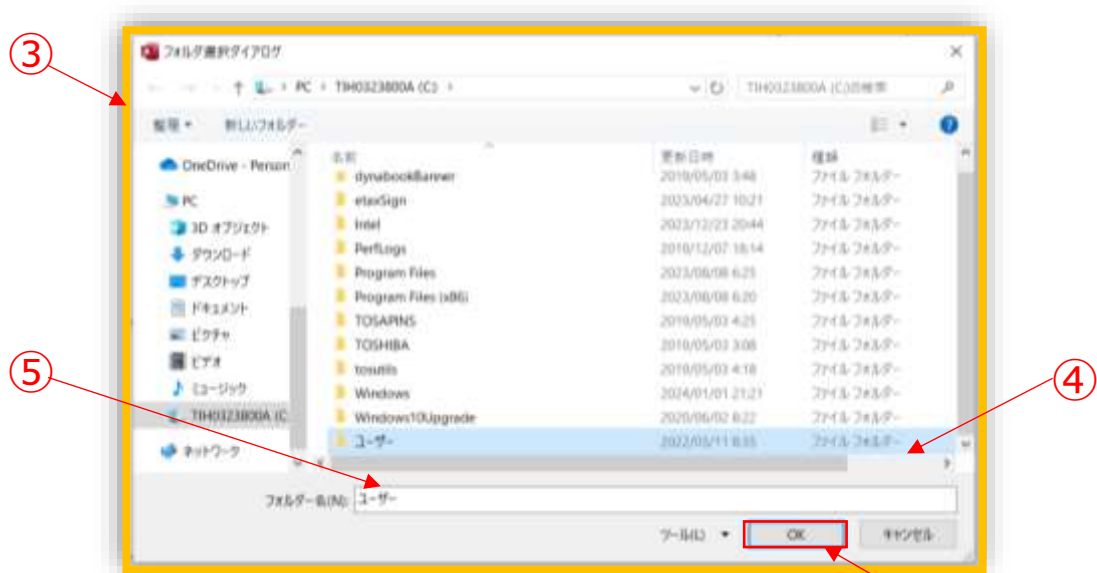 ③
フォルダ選択ダイアログ
PC › TIH0323800A (C:) ›
TIH0323800A (C:)の検索
整理 新しいフォルダー
OneDrive - Person
PC
3D オブジェクト
ダウンロード
デスクトップ
ドキュメント
ピクチャ
ビデオ
ミュージック
TIH0323800A (C
ネットワーク
名前 更新日時 種類
dynabookBanner 2019/05/03 3:48 ファイル フォルダー
etaxSign 2023/04/27 10:21 ファイル フォルダー
Intel 2023/12/23 20:44 ファイル フォルダー
PerfLogs 2019/12/07 18:14 ファイル フォルダー
Program Files 2023/08/08 6:25 ファイル フォルダー
Program Files (x86) 2023/08/08 6:20 ファイル フォルダー
TOSAPINS 2019/05/03 4:25 ファイル フォルダー
TOSHIBA 2019/05/03 3:08 ファイル フォルダー
tosutils 2019/05/03 4:18 ファイル フォルダー
Windows 2024/01/01 21:21 ファイル フォルダー
Windows10Upgrade 2020/06/02 8:22 ファイル フォルダー
ユーザー 2022/03/11 8:35 ファイル フォルダー
⑤
④
フォルダー名(N): ユーザー
ツール(L) OK キャンセル